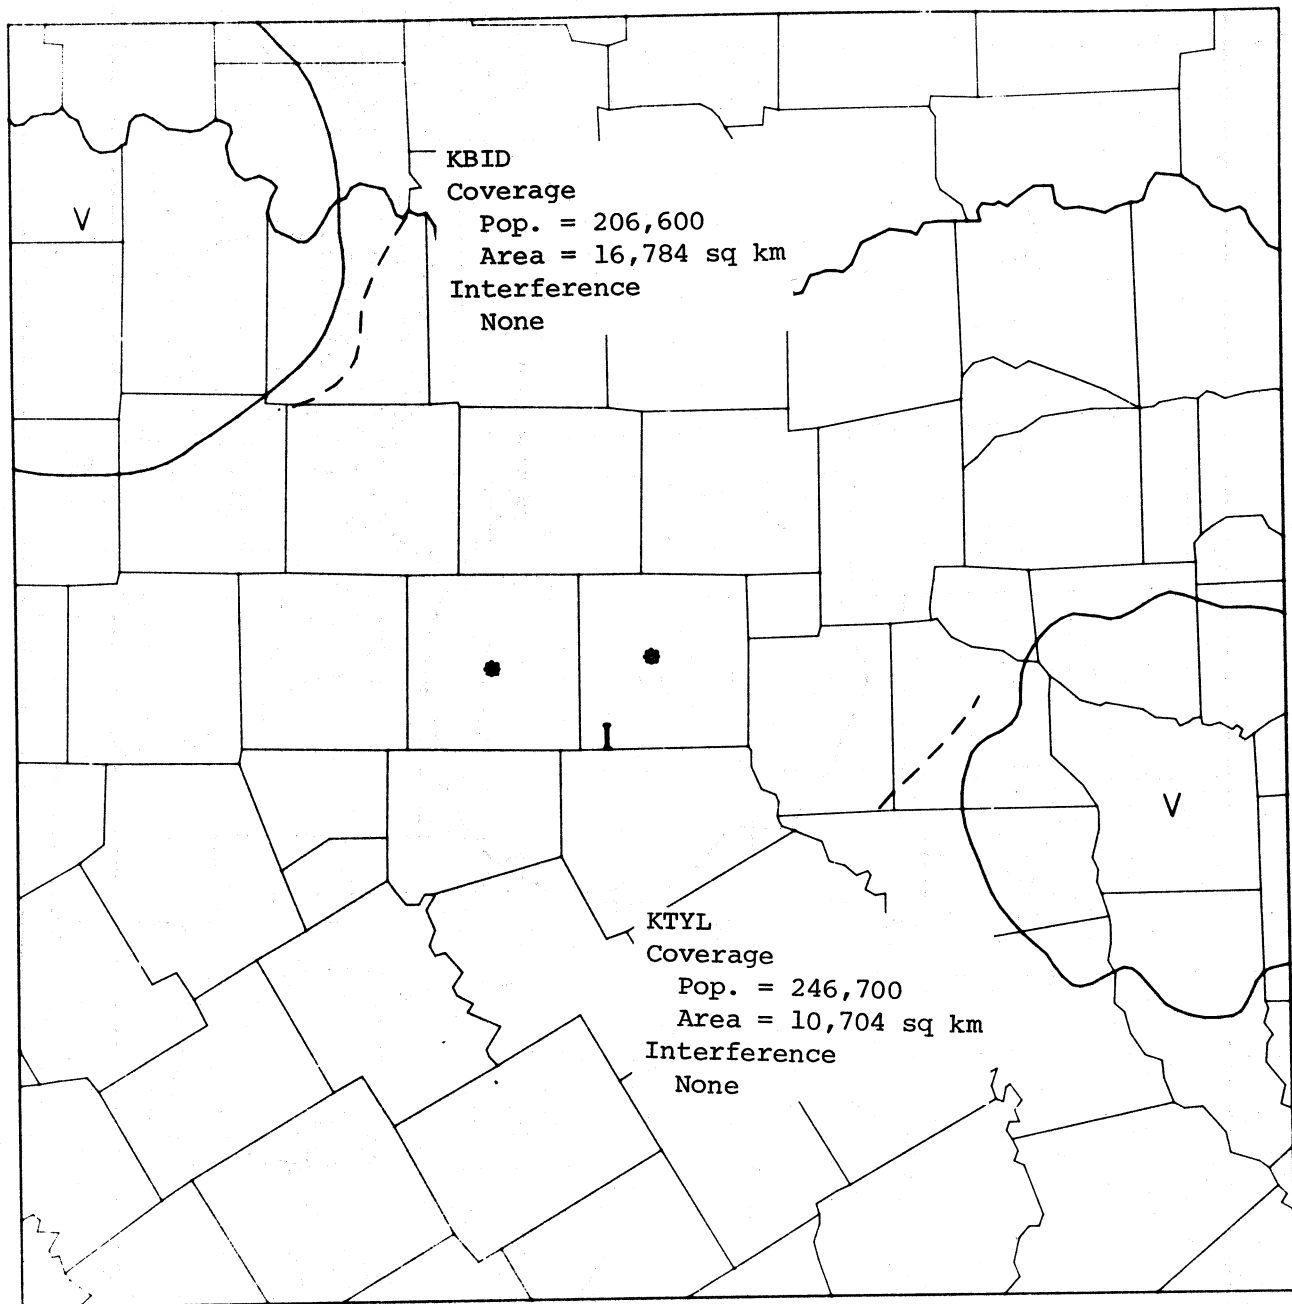 V
KBID
Coverage
Pop. = 206,600
Area = 16,784 sq km
Interference
None
I
V
KTYL
Coverage
Pop. = 246,700
Area = 10,704 sq km
Interference
None